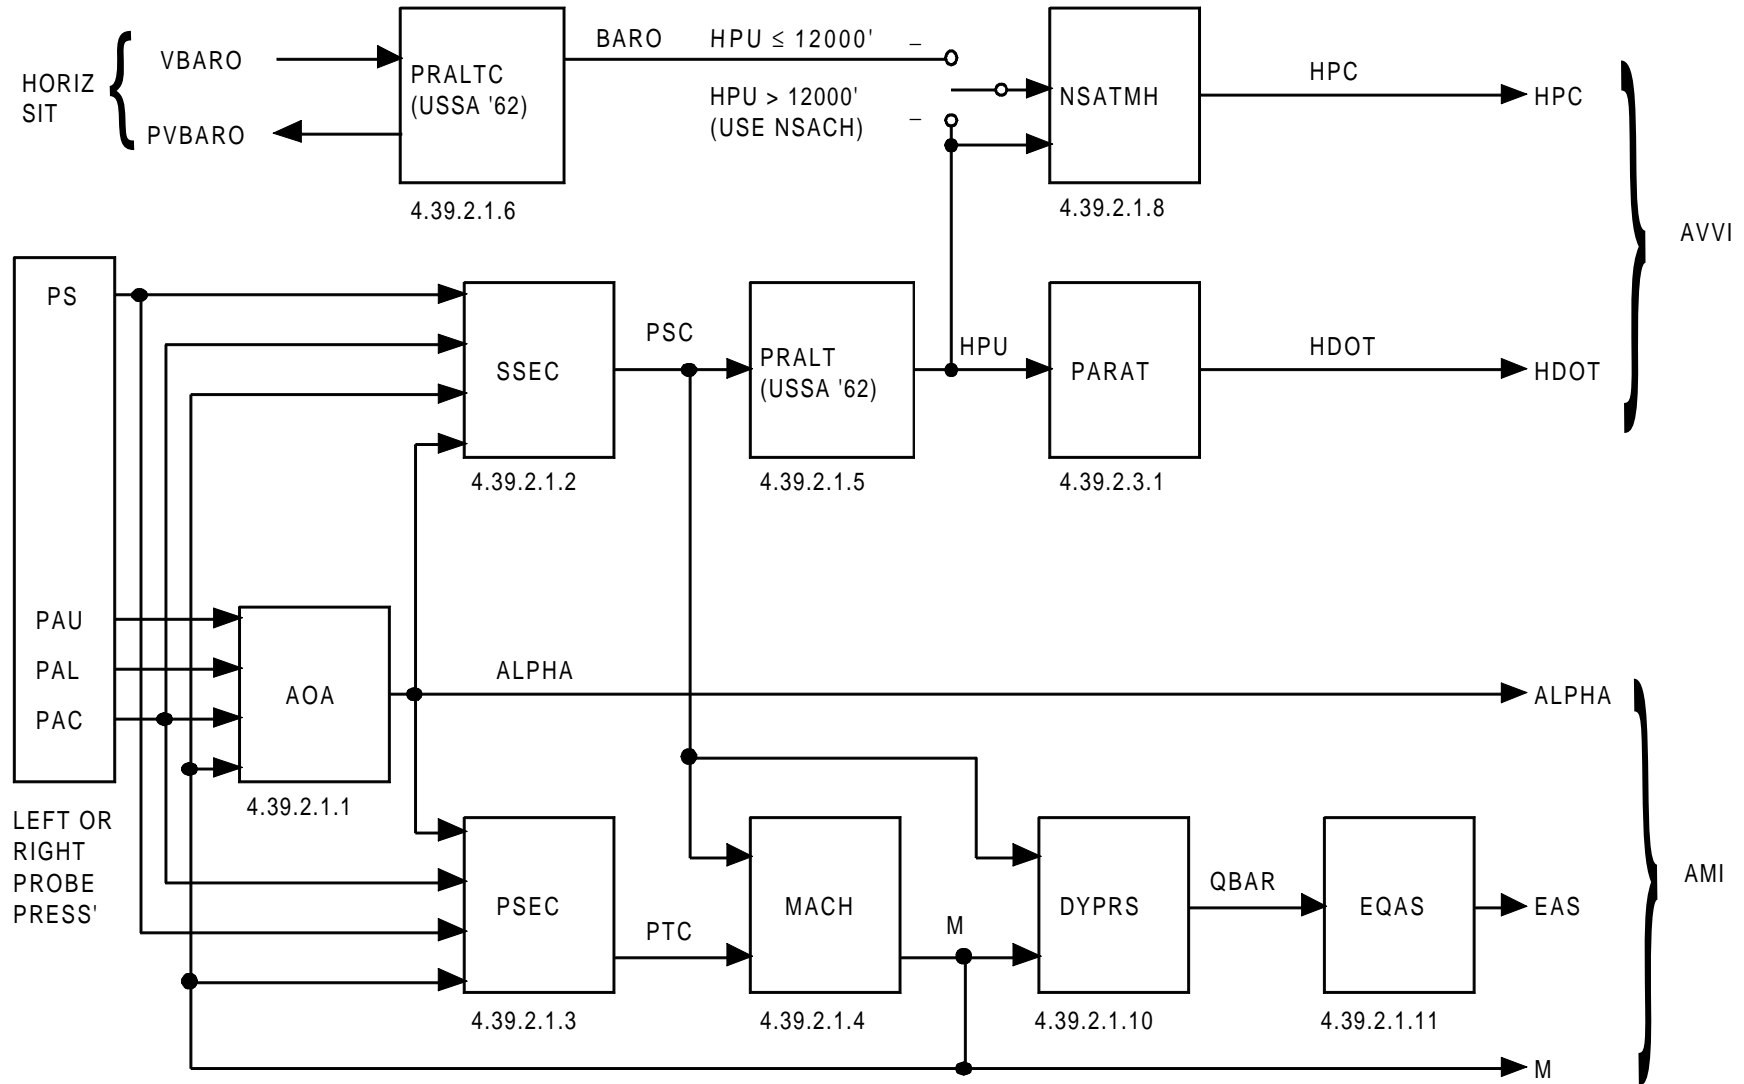 HORIZ
SIT
VBARO
PVBARO
PRALTC
(USSA '62)
4.39.2.1.6
BARO
HPU ≤ 12000'
–
HPU > 12000'
(USE NSACH)
–
NSATMH
4.39.2.1.8
HPC
HPC
AVVI
PS
SSEC
4.39.2.1.2
PSC
PRALT
(USSA '62)
4.39.2.1.5
HPU
PARAT
4.39.2.3.1
HDOT
HDOT
PAU
PAL
PAC
LEFT OR
RIGHT
PROBE
PRESS'
AOA
4.39.2.1.1
ALPHA
ALPHA
PSEC
4.39.2.1.3
PTC
MACH
4.39.2.1.4
M
DYPRS
4.39.2.1.10
QBAR
EQAS
4.39.2.1.11
EAS
M
AMI